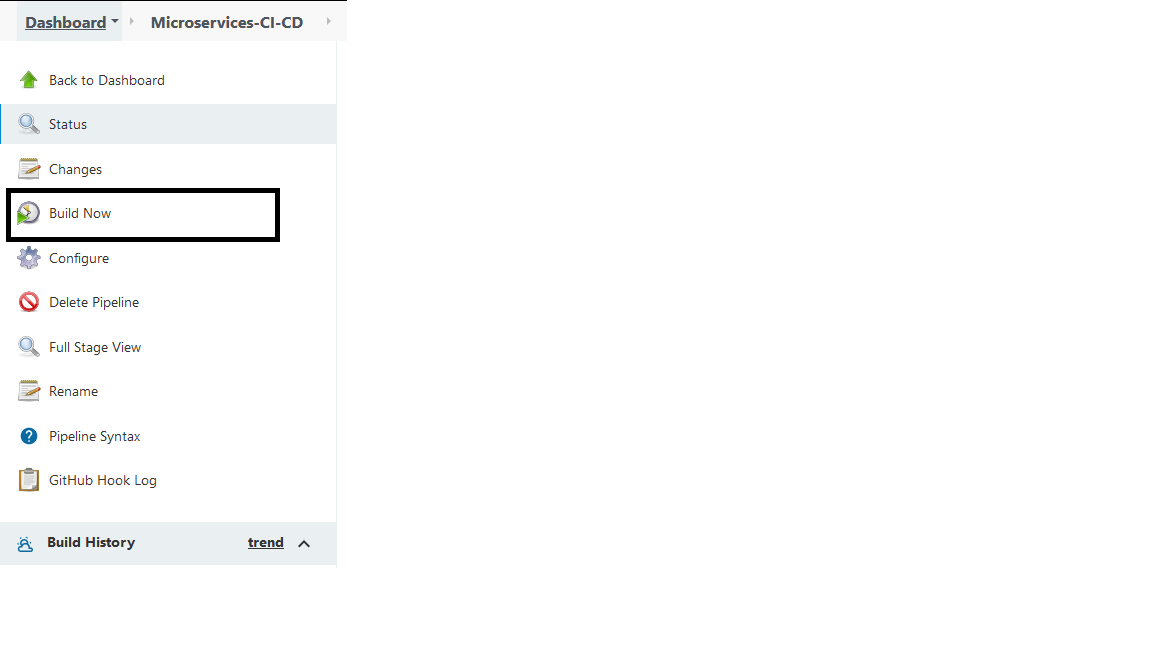 Dashboard Microservices-CI-CD
Back to Dashboard
Status
Changes
Build Now
Configure
Delete Pipeline
Full Stage View
Rename
Pipeline Syntax
GitHub Hook Log
Build History trend